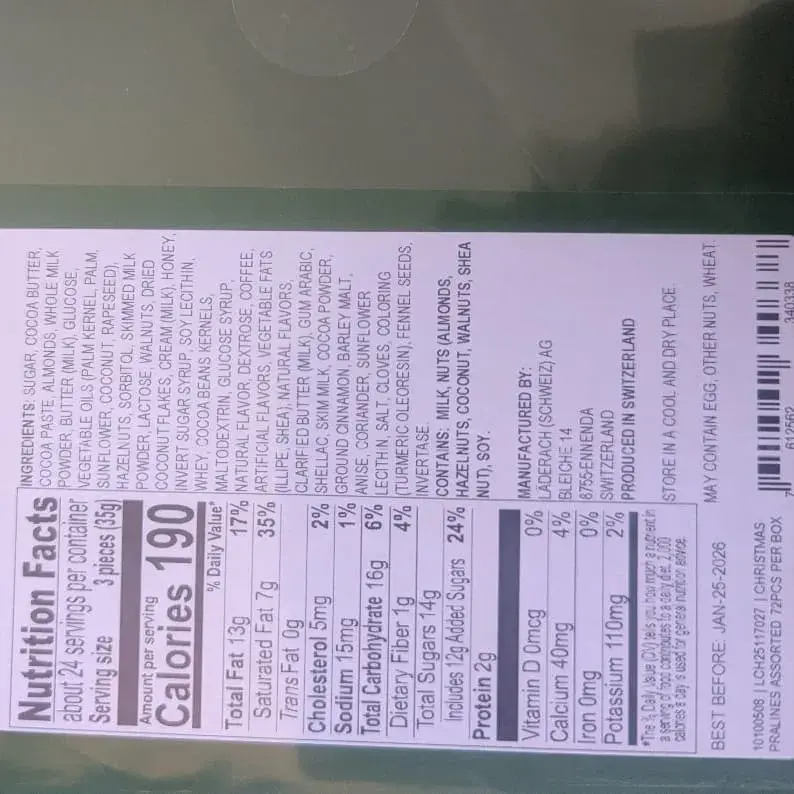 Nutrition Facts
about 24 servings per container
Serving size 3 pieces (35g)
Amount per serving
Calories 190
% Daily Value*
Total Fat 13g 17%
Saturated Fat 7g 35%
Trans Fat 0g
Cholesterol 5mg 2%
Sodium 15mg 1%
Total Carbohydrate 16g 6%
Dietary Fiber 1g 4%
Total Sugars 14g
Includes 12g Added Sugars 24%
Protein 2g
Vitamin D 0mcg 0%
Calcium 40mg 4%
Iron 0mg 0%
Potassium 110mg 2%
*The % Daily Value (DV) tells you how much a nutrient in
a serving of food contributes to a daily diet. 2,000
calories a day is used for general nutrition advice.
INGREDIENTS: SUGAR, COCOA BUTTER,
COCOA PASTE, ALMONDS, WHOLE MILK
POWDER, BUTTER (MILK), GLUCOSE,
VEGETABLE OILS (PALM KERNEL, PALM,
SUNFLOWER, COCONUT, RAPESEED),
HAZELNUTS, SORBITOL, SKIMMED MILK
POWDER, LACTOSE, WALNUTS, DRIED
COCONUT FLAKES, CREAM (MILK), HONEY,
INVERT SUGAR SYRUP, SOY LECITHIN,
WHEY, COCOA BEANS KERNELS,
MALTODEXTRIN, GLUCOSE SYRUP,
NATURAL FLAVOR, DEXTROSE, COFFEE,
ARTIFICIAL FLAVORS, VEGETABLE FATS
(ILLIPE, SHEA), NATURAL FLAVORS,
CLARIFIED BUTTER (MILK), GUM ARABIC,
SHELLAC, SKIM MILK, COCOA POWDER,
GROUND CINNAMON, BARLEY MALT,
ANISE, CORIANDER, SUNFLOWER
LECITHIN, SALT, CLOVES, COLORING
(TURMERIC OLEORESIN), FENNEL SEEDS,
INVERTASE.
CONTAINS: MILK, NUTS (ALMONDS,
HAZELNUTS, COCONUT, WALNUTS, SHEA
NUT), SOY.
MANUFACTURED BY:
LÄDERACH (SCHWEIZ) AG
BLEICHE 14
8755-ENNENDA
SWITZERLAND
PRODUCED IN SWITZERLAND
STORE IN A COOL AND DRY PLACE.
BEST BEFORE: JAN-25-2026
MAY CONTAIN EGG, OTHER NUTS, WHEAT.
10100508 | LCH25117027 | CHRISTMAS
PRALINES ASSORTED 72PCS PER BOX
7 612562 340338